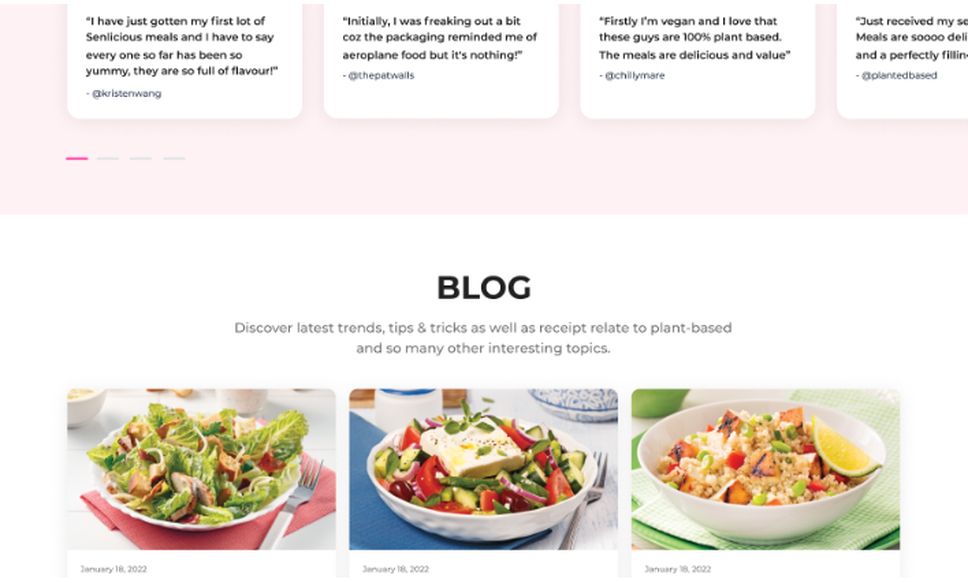 “I have just gotten my first lot of
Senlicious meals and I have to say
every one so far has been so
yummy, they are so full of flavour!”
- @kristenwang
“Initially, I was freaking out a bit
coz the packaging reminded me of
aeroplane food but it's nothing!”
- @thepatwalls
“Firstly I'm vegan and I love that
these guys are 100% plant based.
The meals are delicious and value”
- @chillymare
“Just received my se
Meals are soooo deli
and a perfectly fillin
- @plantedbased
BLOG
Discover latest trends, tips & tricks as well as receipt relate to plant-based
and so many other interesting topics.
January 18, 2022
January 18, 2022
January 18, 2022